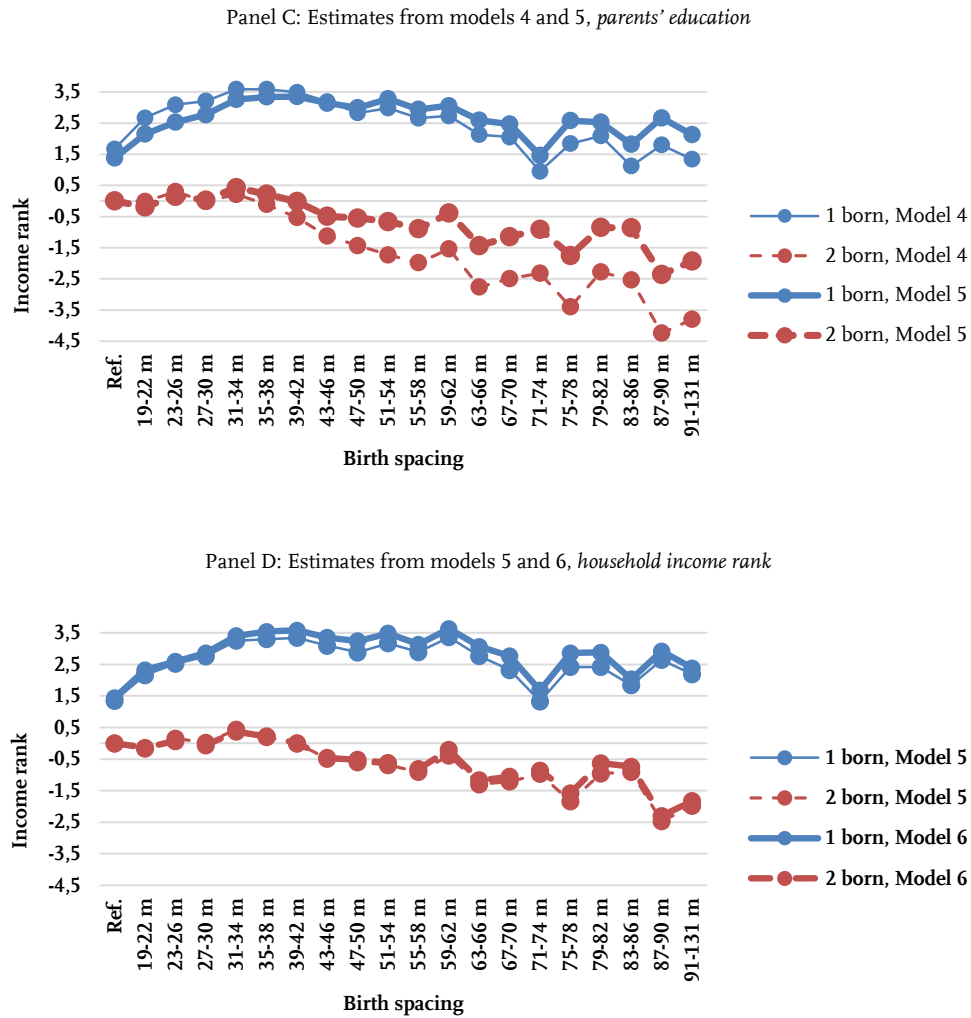 Panel C: Estimates from models 4 and 5, parents' education
3,5
2,5
1,5
0,5
-0,5
-1,5
-2,5
-3,5
-4,5
Income rank
Ref.
19-22 m
23-26 m
27-30 m
31-34 m
35-38 m
39-42 m
43-46 m
47-50 m
51-54 m
55-58 m
59-62 m
63-66 m
67-70 m
71-74 m
75-78 m
79-82 m
83-86 m
87-90 m
91-131 m
Birth spacing
1 born, Model 4
2 born, Model 4
1 born, Model 5
2 born, Model 5
Panel D: Estimates from models 5 and 6, household income rank
3,5
2,5
1,5
0,5
-0,5
-1,5
-2,5
-3,5
-4,5
Income rank
Ref.
19-22 m
23-26 m
27-30 m
31-34 m
35-38 m
39-42 m
43-46 m
47-50 m
51-54 m
55-58 m
59-62 m
63-66 m
67-70 m
71-74 m
75-78 m
79-82 m
83-86 m
87-90 m
91-131 m
Birth spacing
1 born, Model 5
2 born, Model 5
1 born, Model 6
2 born, Model 6